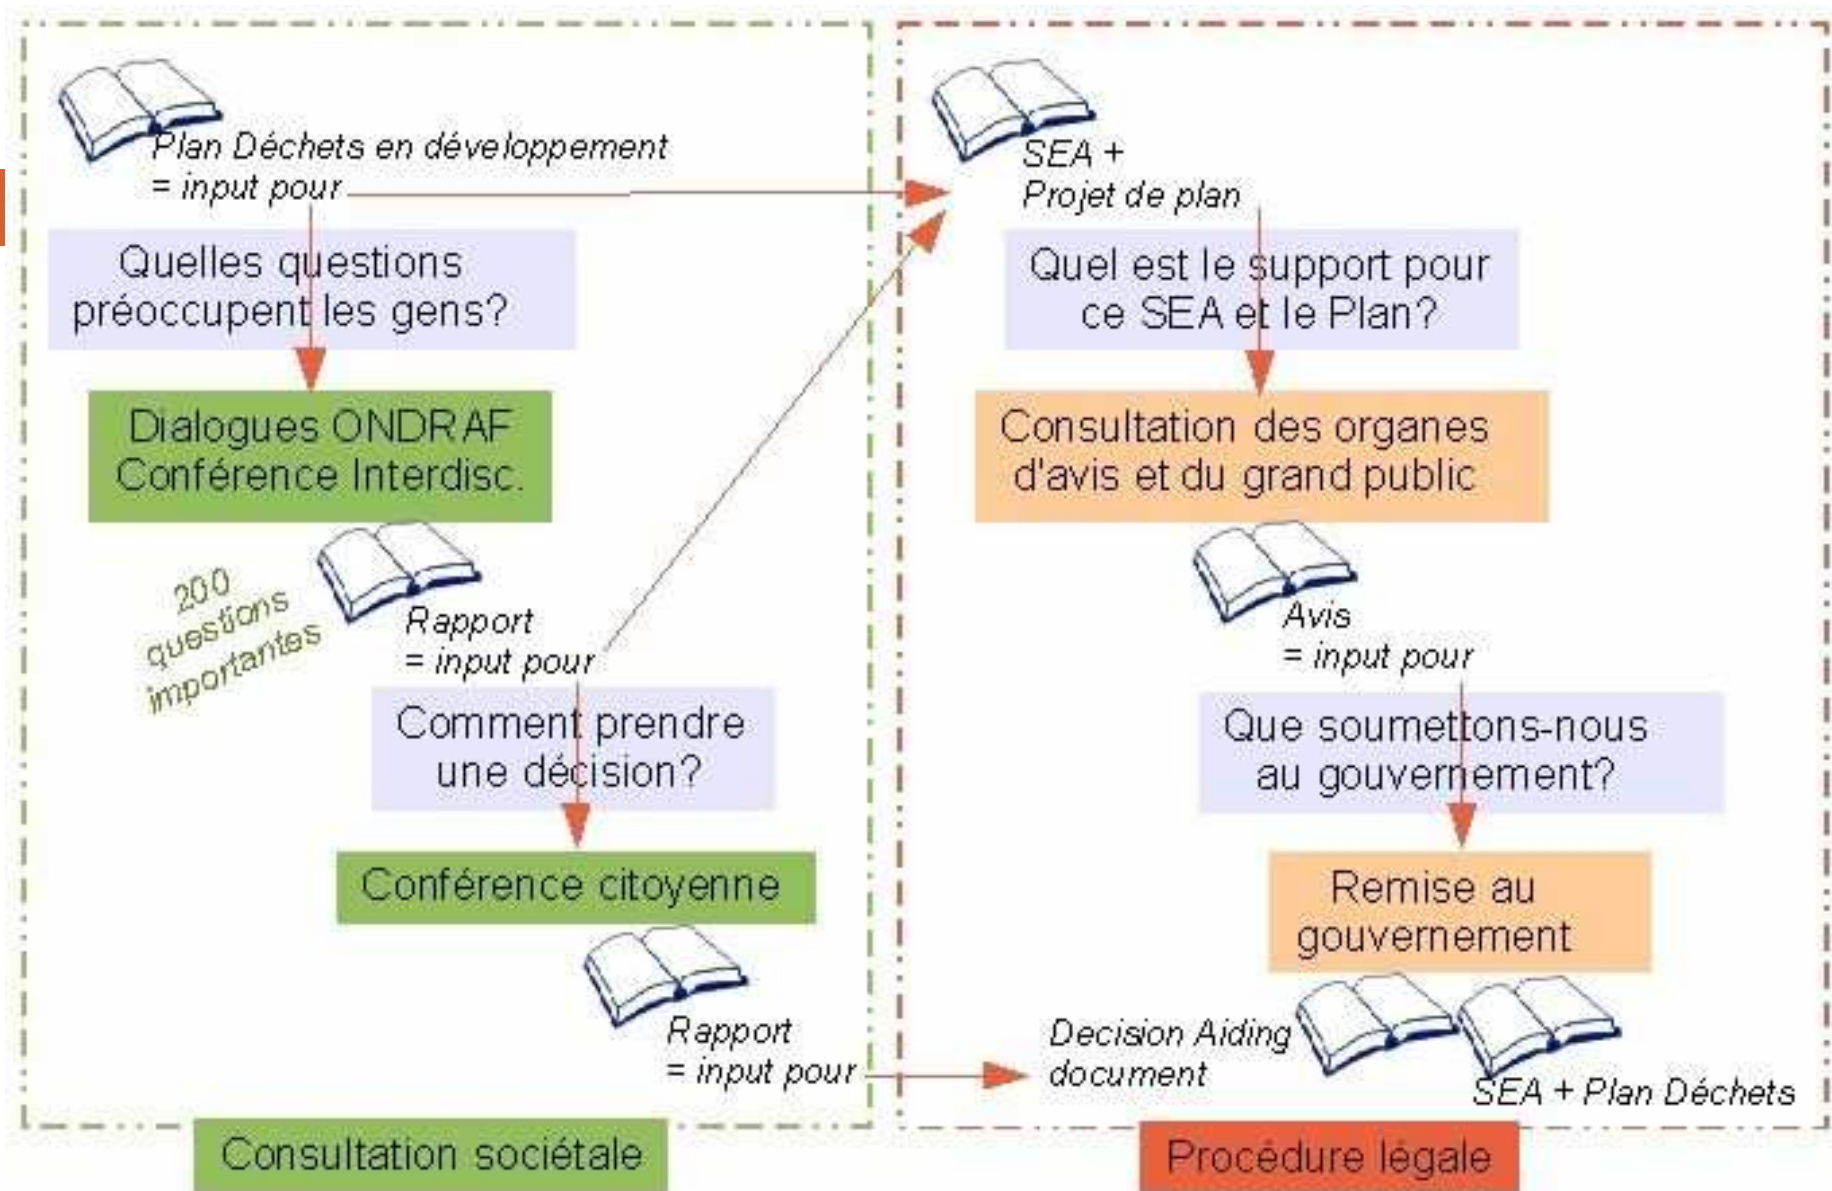 Plan Déchets en développement
= input pour
Quelles questions
préoccupent les gens?
Dialogues ONDRAF
Conférence Interdisc.
200
questions
importantes
Rapport
= input pour
Comment prendre
une décision?
Conférence citoyenne
Rapport
= input pour
Consultation sociétale
SEA +
Projet de plan
Quel est le support pour
ce SEA et le Plan?
Consultation des organes
d'avis et du grand public
Avis
= input pour
Que soumettons-nous
au gouvernement?
Remise au
gouvernement
Decision Aiding
document
SEA + Plan Déchets
Procédure légale